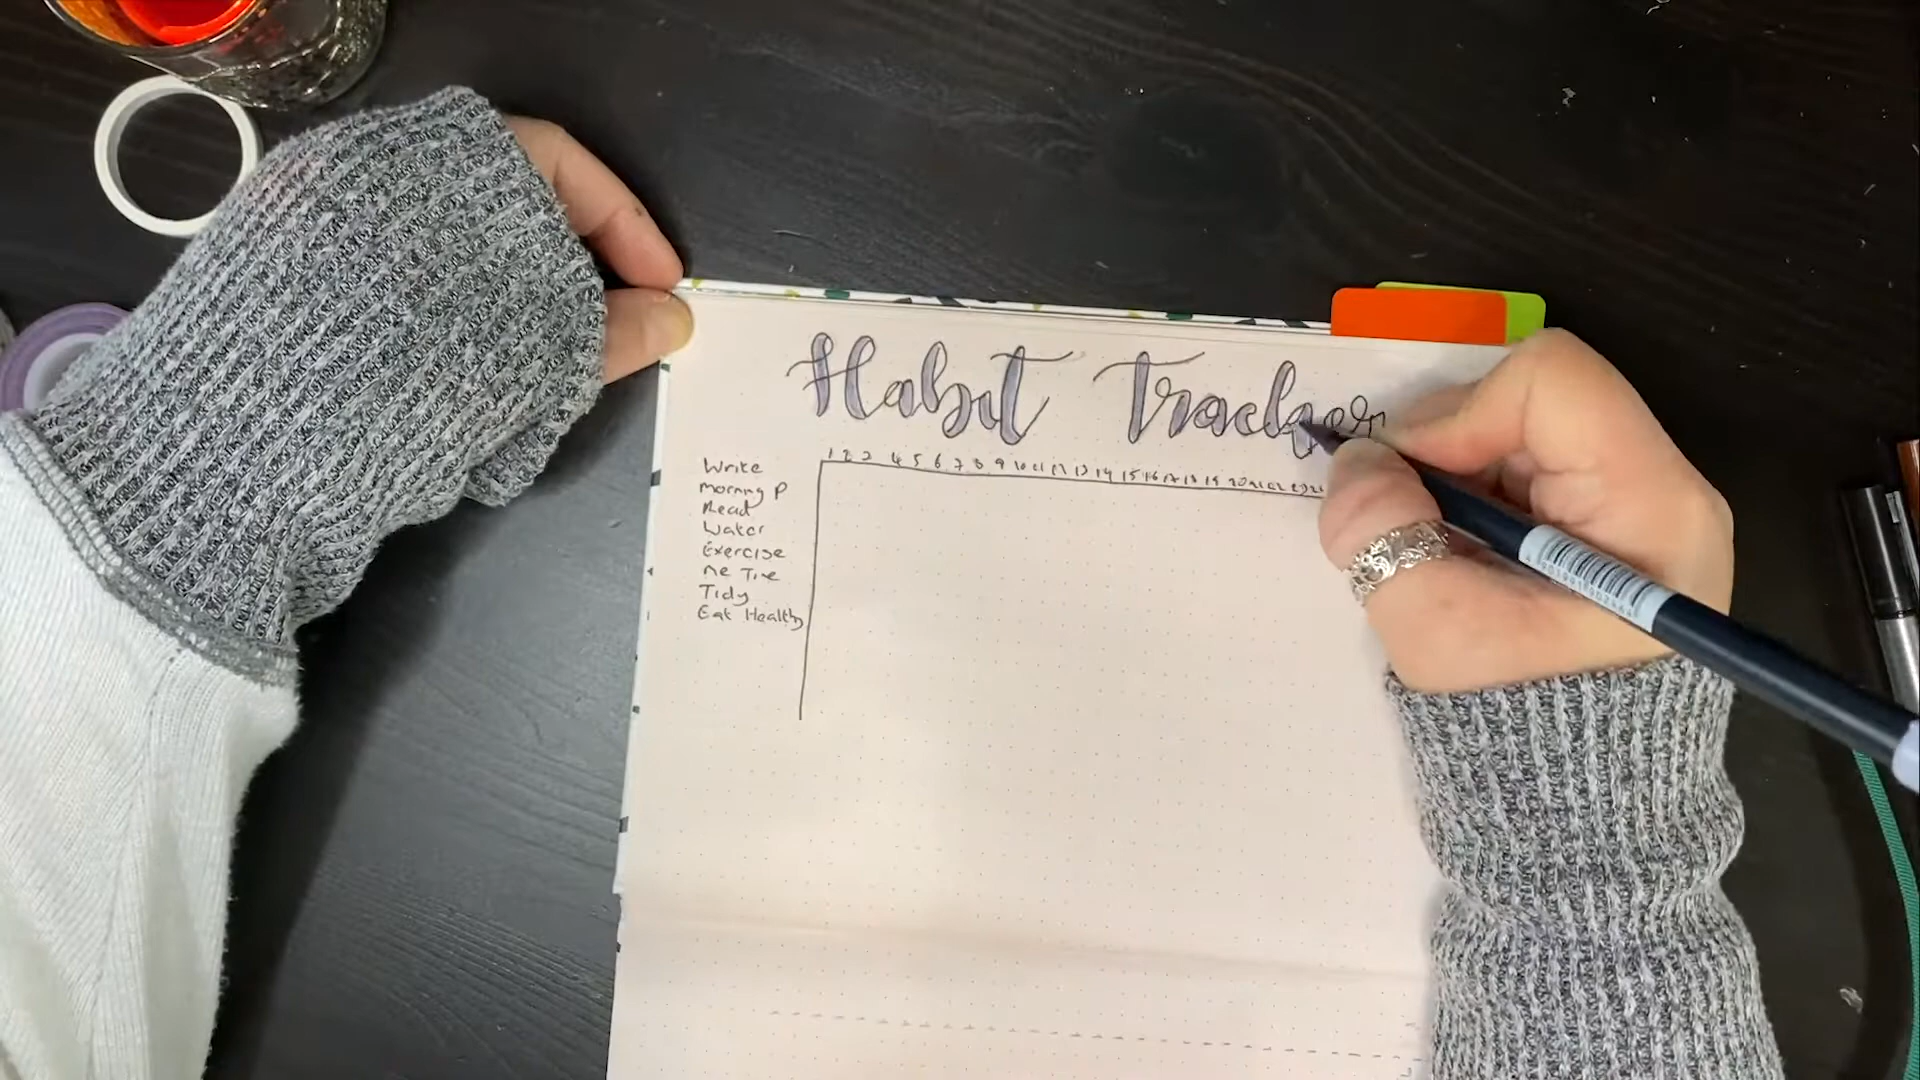 Habit Tracker
1 2 3 4 5 6 7 8 9 10 11 12 13 14 15 16 17 18 19 20 21 22 23 24
Write
Morning P
Read
Water
Exercise
Me Time
Tidy
Eat Healthy